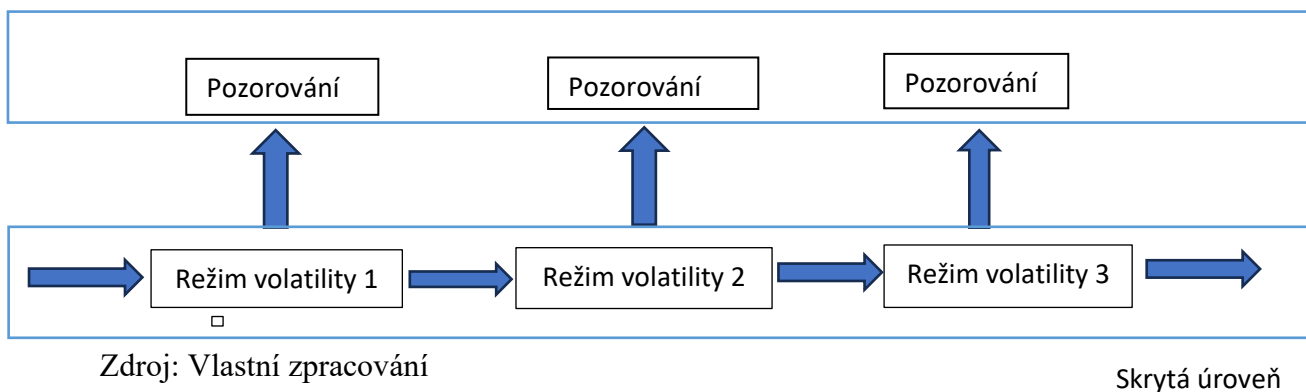 Pozorování
Pozorování
Pozorování
Režim volatility 1
Režim volatility 2
Režim volatility 3
Zdroj: Vlastní zpracování
Skrytá úroveň